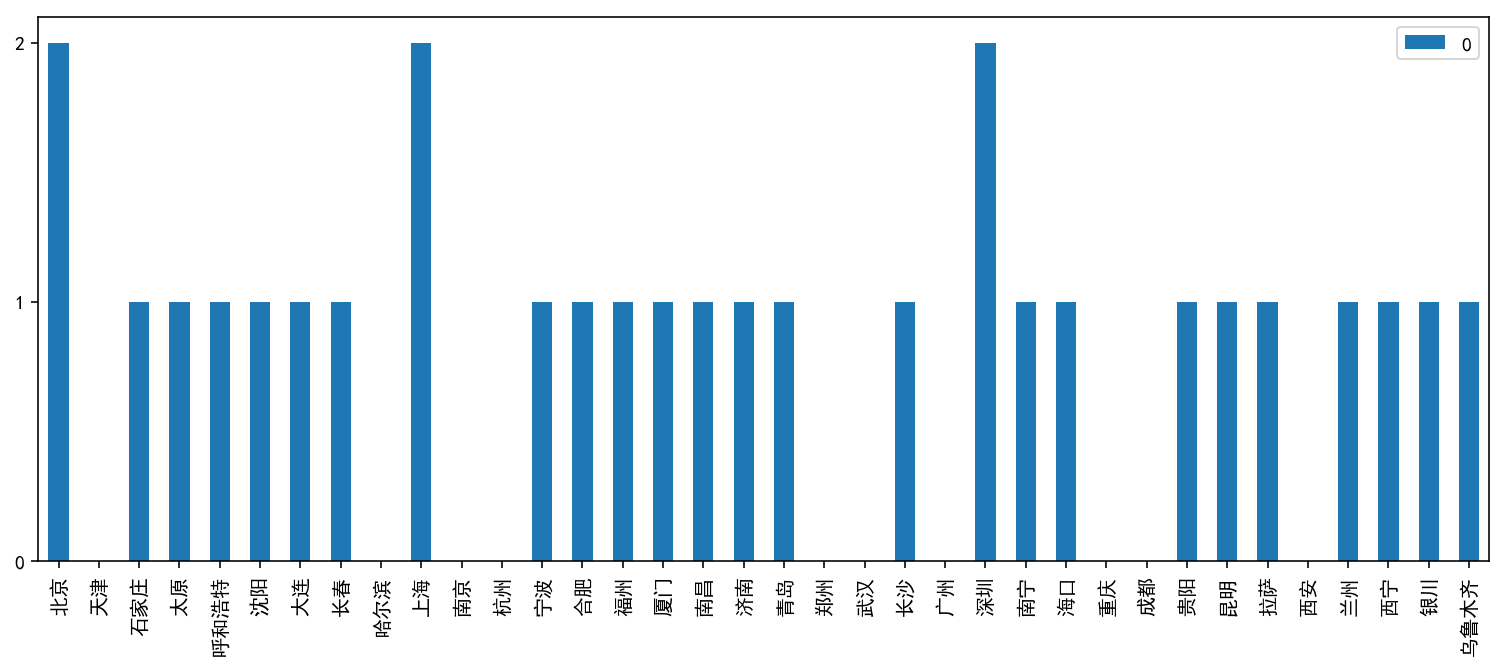 2
1
0
0
北京
天津
石家庄
太原
呼和浩特
沈阳
大连
长春
哈尔滨
上海
南京
杭州
宁波
合肥
福州
厦门
南昌
济南
青岛
郑州
武汉
长沙
广州
深圳
南宁
海口
重庆
成都
贵阳
昆明
拉萨
西安
兰州
西宁
银川
乌鲁木齐